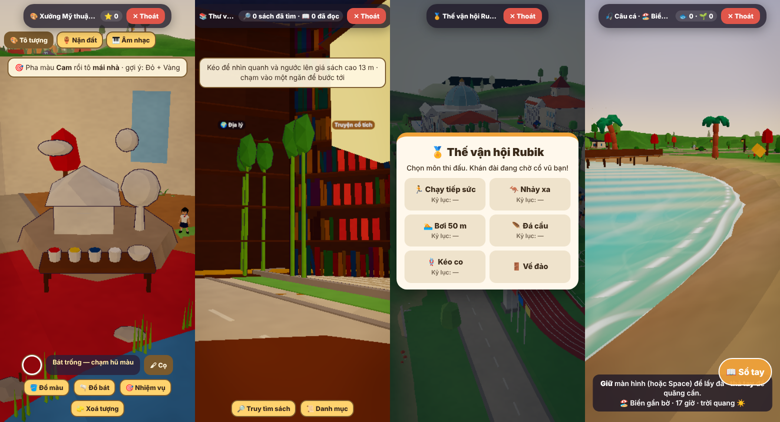 🎨 Xưởng Mỹ thuậ... ⭐ 0 ✕ Thoát
🎨 Tô tượng 🏺 Nặn đất 🎹 Âm nhạc
🎯 Pha màu Cam rồi tô mái nhà · gợi ý: Đỏ + Vàng
Bát trống — chạm hũ màu 🖌 Cọ
🪣 Đổ màu Đổ bát 🎯 Nhiệm vụ
Xoá tượng
📚 Thư v... 🔎 0 sách đã tìm · 📖 0 đã đọc ✕ Thoát
Kéo để nhìn quanh và ngước lên giá sách cao 13 m ·
chạm vào một ngăn để bước tới
🌍 Địa lý Truyện cổ tích
🔎 Truy tìm sách Danh mục
🏅 Thế vận hội Ru... ✕ Thoát
🏅 Thế vận hội Rubik
Chọn môn thi đấu. Khán đài đang chờ cổ vũ bạn!
🏃 Chạy tiếp sức 🦘 Nhảy xa
Kỷ lục: — Kỷ lục: —
🏊 Bơi 50 m 🪶 Đá cầu
Kỷ lục: — Kỷ lục: —
🪢 Kéo co 🚪 Về đảo
Kỷ lục: —
🎣 Câu cá · 🏖 Biể... 🐟 0 · 🌱 0 ✕ Thoát
📖 Sổ tay
Giữ màn hình (hoặc Space) để lấy đà
quăng cần.
🏖 Biển gần bờ · 17 giờ · trời quang ☀